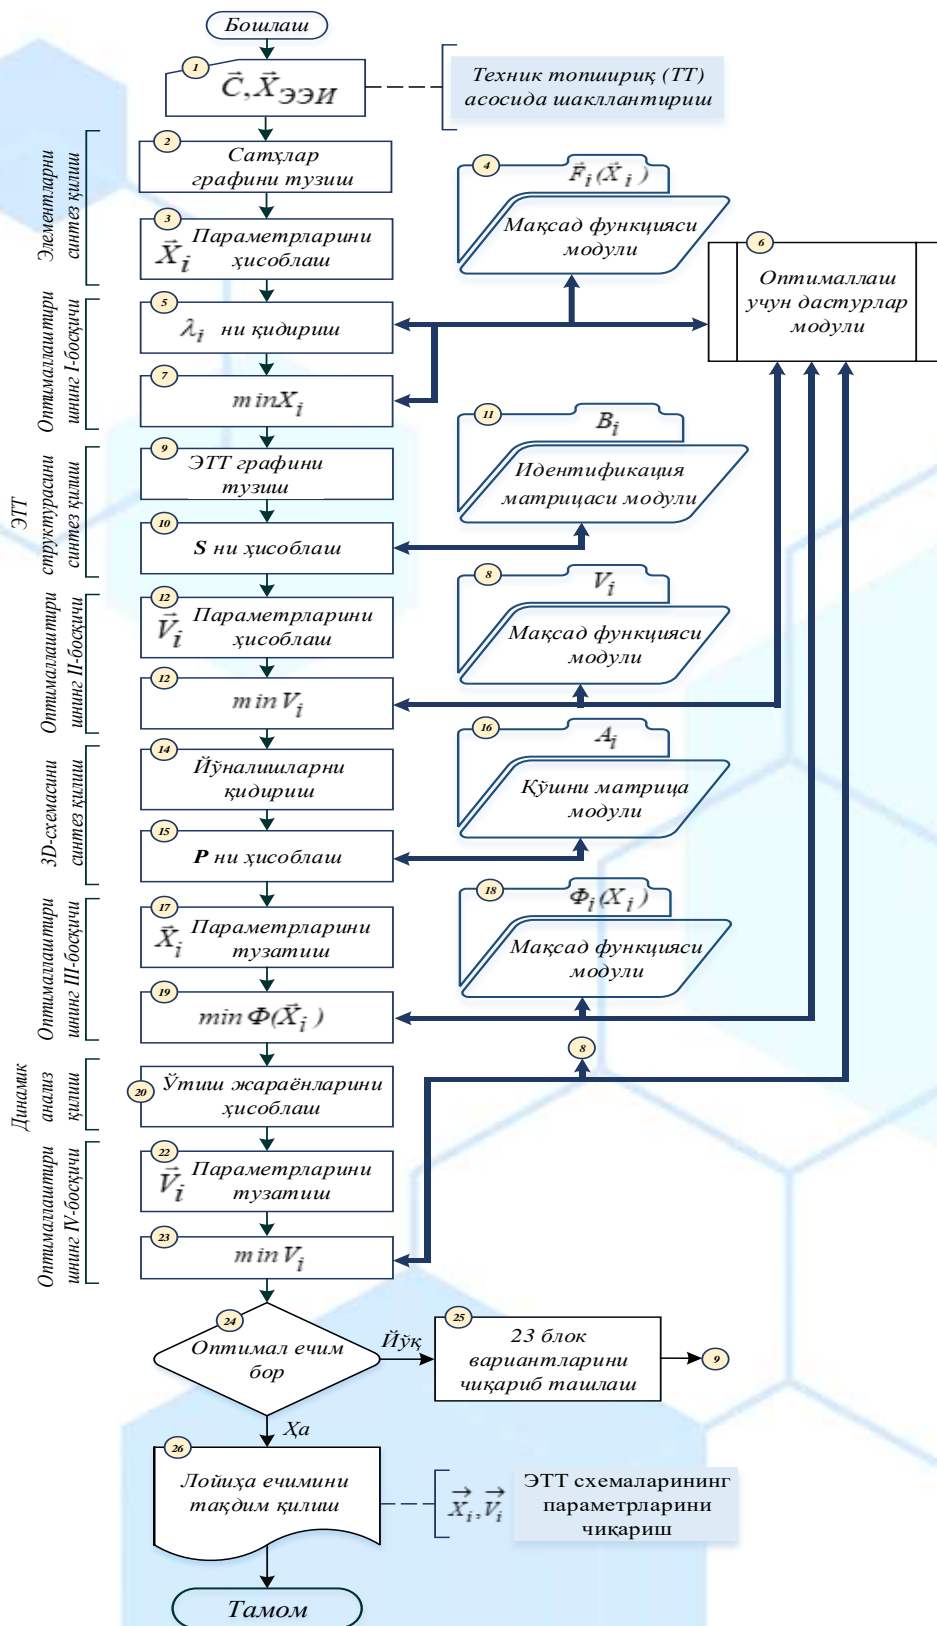 Бошлаш
1
C⃗, X⃗ЭЭИ
Техник топшириқ (ТТ)
асосида шакллантириш
Элементларни
синтез қилиш
2
Сатҳлар
графини тузиш
3
X⃗i Параметрларини
ҳисоблаш
4
F⃗i(X⃗i)
Мақсад функцияси
модули
6
Оптималлаш
учун дастурлар
модули
Оптималлаштири
шнинг I-босқичи
5
λi ни қидириш
7
minXi
ЭТТ
структурасини
синтез қилиш
9
ЭТТ графини
тузиш
10
S ни ҳисоблаш
11
Bi
Идентификация
матрицаси модули
Оптималлаштири
шнинг II-босқичи
12
V⃗i Параметрларини
ҳисоблаш
12
min Vi
8
Vi
Мақсад функцияси
модули
3D-схемасини
синтез қилиш
14
Йўналишларни
қидириш
15
P ни ҳисоблаш
16
Ai
Қўшни матрица
модули
Оптималлаштири
шнинг III-босқичи
17
X⃗i Параметрларини
тузатиш
19
min Φ(X⃗i)
18
Φi(Xi)
Мақсад функцияси
модули
8
Динамик
анализ
қилиш
20
Ўтиш жараёнларини
ҳисоблаш
Оптималлаштири
шнинг IV-босқичи
22
V⃗i Параметрларини
тузатиш
23
min Vi
24
Оптимал ечим
бор
Йўқ
25
23 блок
вариантларини
чиқариб ташлаш
9
Ҳа
26
Лойиҳа ечимини
тақдим қилиш
X⃗i, V⃗i
ЭТТ схемаларининг
параметрларини
чиқариш
Тамом